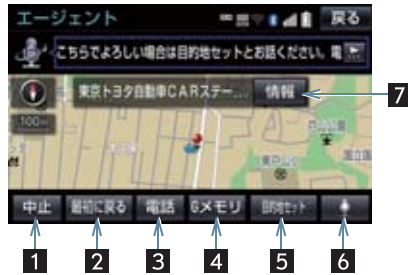 エージェント
戻る
こちらでよろしい場合は目的地セットとお話ください。電
東京トヨタ自動車CARステー...
情報
7
100m
中止
最初に戻る
電話
Gメモリ
目的地セット
1
2
3
4
5
6